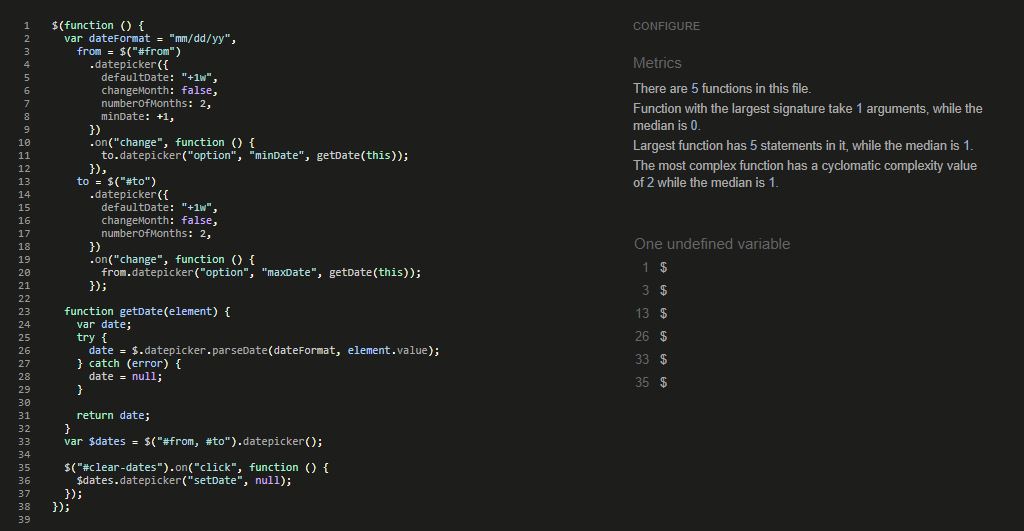 1 $(function () {
2 var dateFormat = "mm/dd/yy",
3 from = $("#from")
4 .datepicker({
5 defaultDate: "+1w",
6 changeMonth: false,
7 numberOfMonths: 2,
8 minDate: +1,
9 })
10 .on("change", function () {
11 to.datepicker("option", "minDate", getDate(this));
12 }),
13 to = $("#to")
14 .datepicker({
15 defaultDate: "+1w",
16 changeMonth: false,
17 numberOfMonths: 2,
18 })
19 .on("change", function () {
20 from.datepicker("option", "maxDate", getDate(this));
21 });
22
23 function getDate(element) {
24 var date;
25 try {
26 date = $.datepicker.parseDate(dateFormat, element.value);
27 } catch (error) {
28 date = null;
29 }
30
31 return date;
32 }
33 var $dates = $("#from, #to").datepicker();
34
35 $("#clear-dates").on("click", function () {
36 $dates.datepicker("setDate", null);
37 });
38 });
39
CONFIGURE
Metrics
There are 5 functions in this file.
Function with the largest signature take 1 arguments, while the
median is 0.
Largest function has 5 statements in it, while the median is 1.
The most complex function has a cyclomatic complexity value
of 2 while the median is 1.
One undefined variable
1 $
3 $
13 $
26 $
33 $
35 $